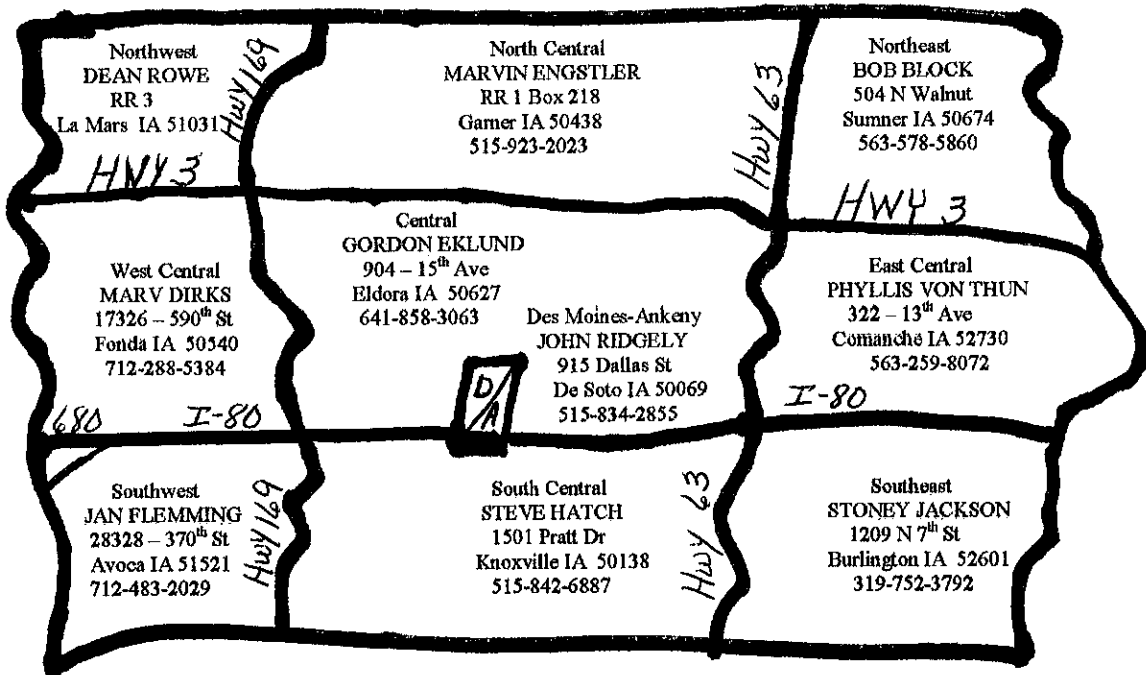 Northwest
DEAN ROWE
RR 3
La Mars IA 51031
HWY 169
HWY 3
North Central
MARVIN ENGSTLER
RR 1 Box 218
Garner IA 50438
515-923-2023
HWY 63
Northeast
BOB BLOCK
504 N Walnut
Sumner IA 50674
563-578-5860
HWY 3
West Central
MARV DIRKS
17326 – 590th St
Fonda IA 50540
712-288-5384
680 I-80
Central
GORDON EKLUND
904 – 15th Ave
Eldora IA 50627
641-858-3063
Des Moines-Ankeny
JOHN RIDGELY
915 Dallas St
De Soto IA 50069
515-834-2855
D/A
East Central
PHYLLIS VON THUN
322 – 13th Ave
Comanche IA 52730
563-259-8072
I-80
Southwest
JAN FLEMMING
28328 – 370th St
Avoca IA 51521
712-483-2029
HWY 169
South Central
STEVE HATCH
1501 Pratt Dr
Knoxville IA 50138
515-842-6887
HWY 63
Southeast
STONEY JACKSON
1209 N 7th St
Burlington IA 52601
319-752-3792